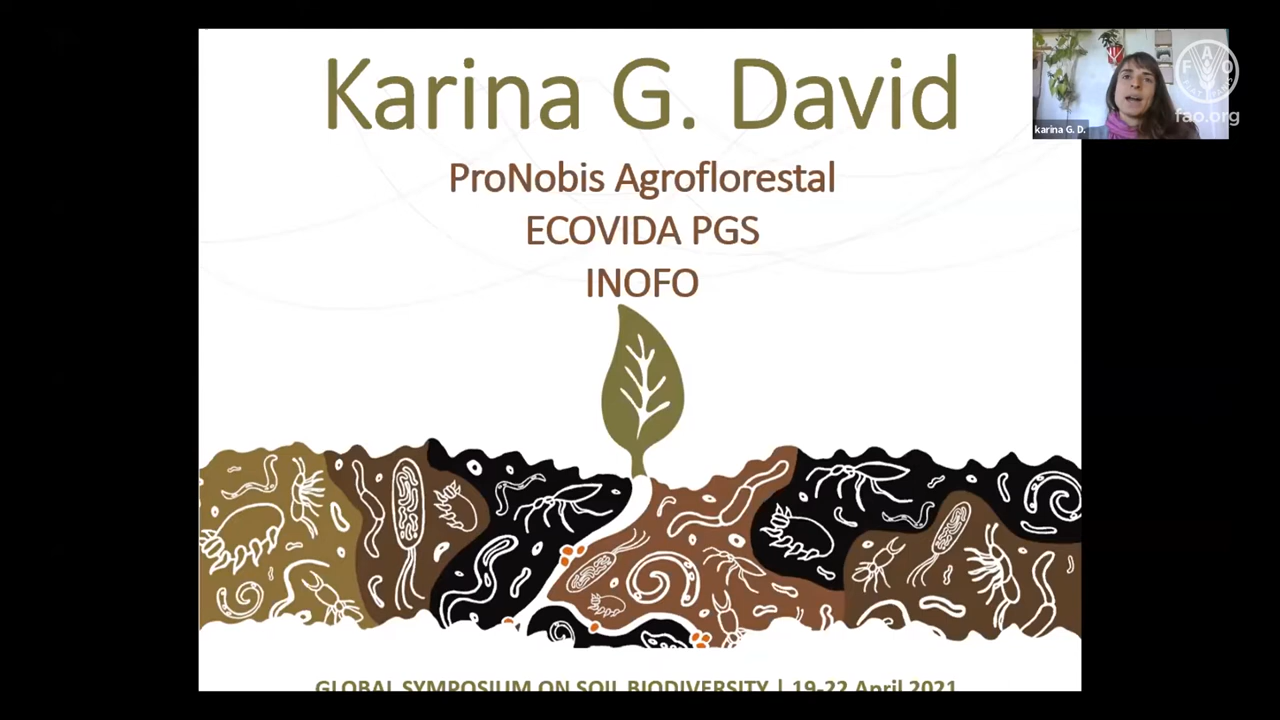 Karina G. David
ProNobis Agroflorestal
ECOVIDA PGS
INOFO
GLOBAL SYMPOSIUM ON SOIL BIODIVERSITY | 19-22 April 2021
karina G. D.
F A O
fao.org